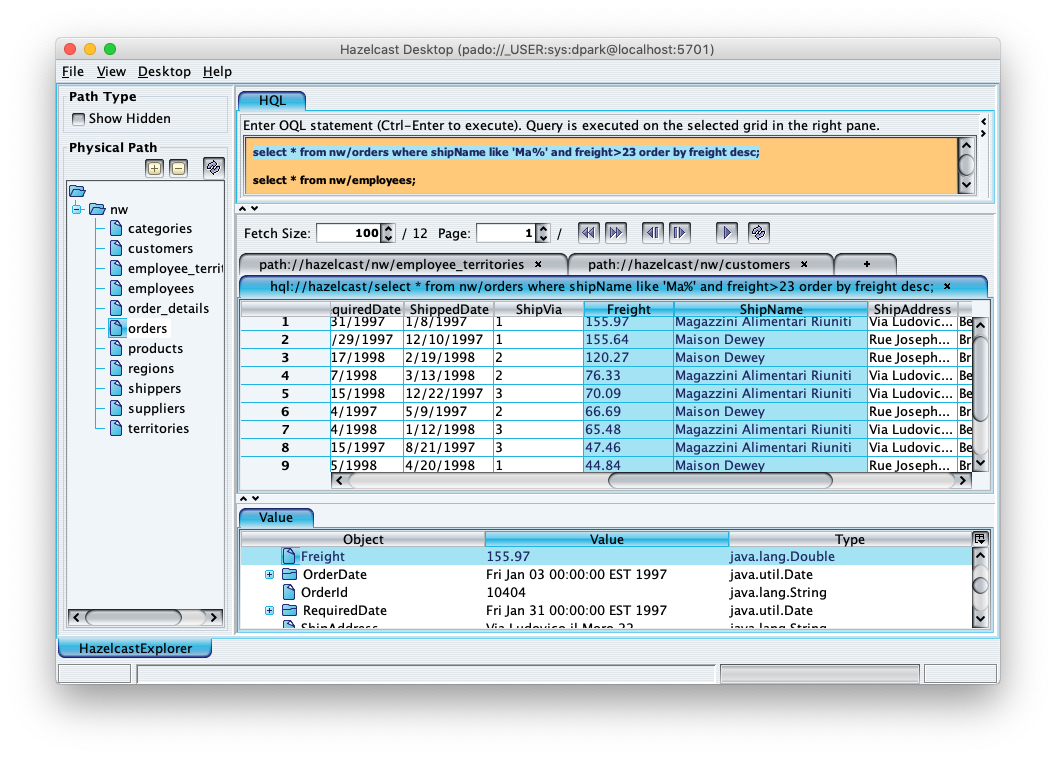 Hazelcast Desktop (pado://_USER:sys:dpark@localhost:5701)
File View Desktop Help
Path Type
Show Hidden
Physical Path
nw
categories
customers
employee_territ
employees
order_details
orders
products
regions
shippers
suppliers
territories
HQL
Enter OQL statement (Ctrl-Enter to execute). Query is executed on the selected grid in the right pane.
select * from nw/orders where shipName like 'Ma%' and freight>23 order by freight desc;
select * from nw/employees;
Fetch Size: 100 / 12 Page: 1 /
path://hazelcast/nw/employee_territories × path://hazelcast/nw/customers × +
hql://hazelcast/select * from nw/orders where shipName like 'Ma%' and freight>23 order by freight desc; ×
quiredDate ShippedDate ShipVia Freight ShipName ShipAddress
1 31/1997 1/8/1997 1 155.97 Magazzini Alimentari Riuniti Via Ludovic... Be
2 /29/1997 12/10/1997 1 155.64 Maison Dewey Rue Joseph... Br
3 17/1998 2/19/1998 2 120.27 Maison Dewey Rue Joseph... Br
4 7/1998 3/13/1998 2 76.33 Magazzini Alimentari Riuniti Via Ludovic... Be
5 15/1998 12/22/1997 3 70.09 Magazzini Alimentari Riuniti Via Ludovic... Be
6 4/1997 5/9/1997 2 66.69 Maison Dewey Rue Joseph... Br
7 4/1998 1/12/1998 3 65.48 Magazzini Alimentari Riuniti Via Ludovic... Be
8 15/1997 8/21/1997 3 47.46 Magazzini Alimentari Riuniti Via Ludovic... Be
9 5/1998 4/20/1998 1 44.84 Maison Dewey Rue Joseph... Br
Value
Object Value Type
Freight 155.97 java.lang.Double
OrderDate Fri Jan 03 00:00:00 EST 1997 java.util.Date
OrderId 10404 java.lang.String
RequiredDate Fri Jan 31 00:00:00 EST 1997 java.util.Date
ShipAddress Via Ludovico il Moro 22 java.lang.String
HazelcastExplorer